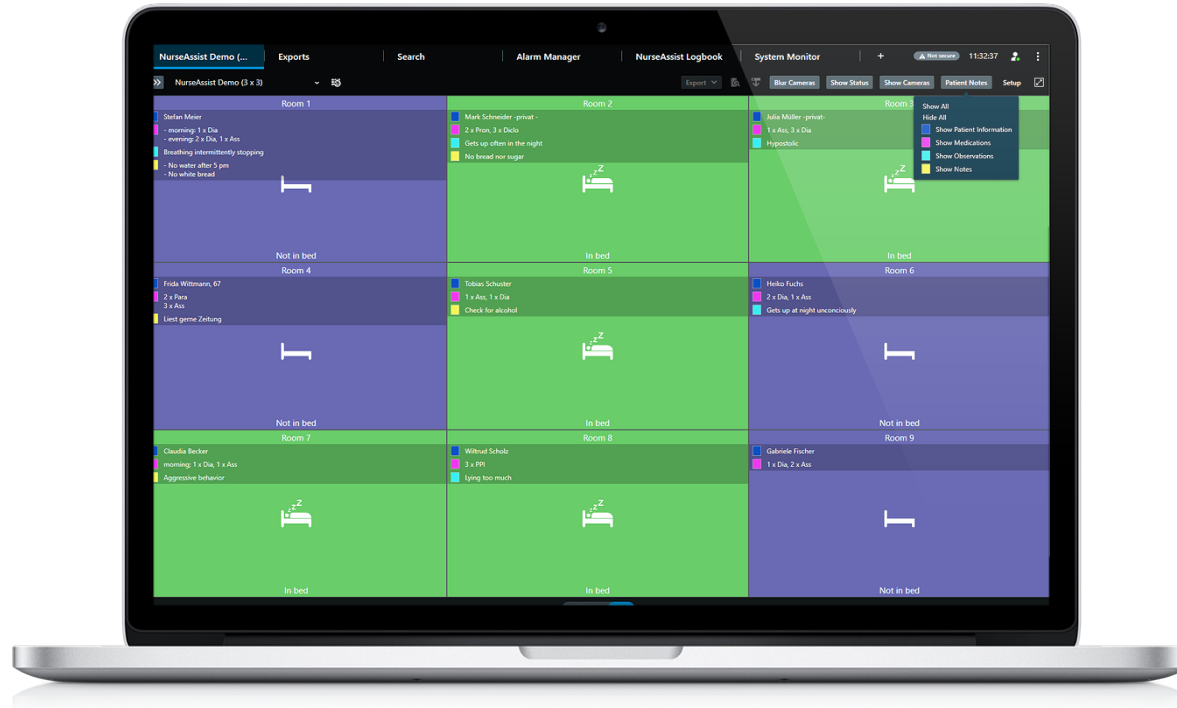 NurseAssist Demo (...
Exports
Search
Alarm Manager
NurseAssist Logbook
System Monitor
+
Not secure
11:32:37
NurseAssist Demo (3 x 3)
Export
Blur Cameras
Show Status
Show Cameras
Patient Notes
Setup
Show All
Hide All
Show Patient Information
Show Medications
Show Observations
Show Notes
Room 1
Stefan Meier
- morning: 1 x Dia
- evening: 2 x Dia, 1 x Ass
Breathing intermittently stopping
- No water after 5 pm
- No white bread
Not in bed
Room 2
Mark Schneider -privat -
2 x Pron, 3 x Diclo
Gets up often in the night
No bread nor sugar
zzZ
In bed
Room 3
Julia Müller -privat-
1 x Ass, 3 x Dia
Hypostolic
zzZ
In bed
Room 4
Frida Wittmann, 67
2 x Para
3 x Ass
Liest gerne Zeitung
Not in bed
Room 5
Tobias Schuster
1 x Ass, 1 x Dia
Check for alcohol
zzZ
In bed
Room 6
Heiko Fuchs
2 x Dia, 1 x Ass
Gets up at night unconciously
Not in bed
Room 7
Claudia Becker
morning: 1 x Dia, 1 x Ass
Aggressive behavior
zzZ
In bed
Room 8
Wiltrud Scholz
3 x PPI
Lying too much
zzZ
In bed
Room 9
Gabriele Fischer
1 x Dia, 2 x Ass
Not in bed